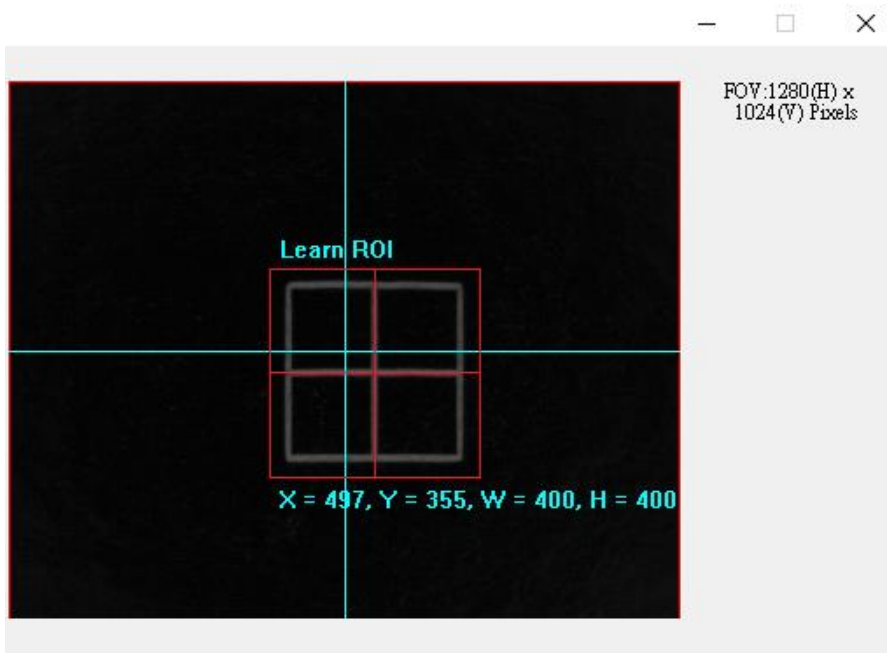 FOV:1280(H) x
1024(V) Pixels
Learn ROI
X = 497, Y = 355, W = 400, H = 400